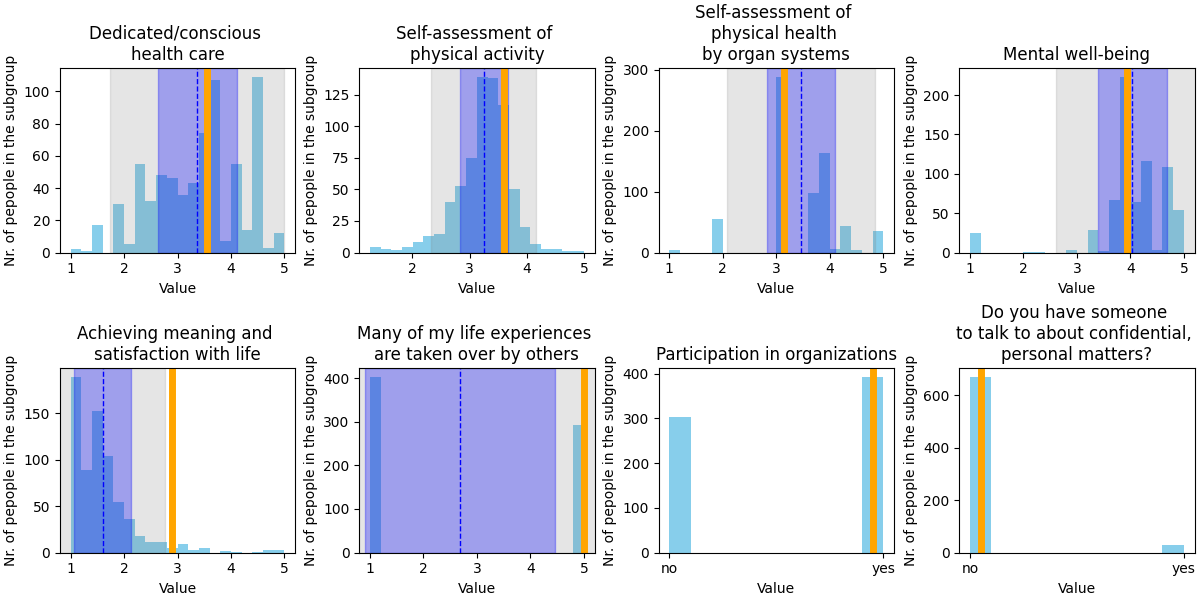 Dedicated/conscious
health care
Nr. of pepople in the subgroup
100
80
60
40
20
0
1 2 3 4 5
Value
Self-assessment of
physical activity
Nr. of pepople in the subgroup
125
100
75
50
25
0
2 3 4 5
Value
Self-assessment of
physical health
by organ systems
Nr. of pepople in the subgroup
300
200
100
0
1 2 3 4 5
Value
Mental well-being
Nr. of pepople in the subgroup
200
150
100
50
0
1 2 3 4 5
Value
Achieving meaning and
satisfaction with life
Nr. of pepople in the subgroup
150
100
50
0
1 2 3 4 5
Value
Many of my life experiences
are taken over by others
Nr. of pepople in the subgroup
400
300
200
100
0
1 2 3 4 5
Value
Participation in organizations
Nr. of pepople in the subgroup
400
300
200
100
0
no yes
Value
Do you have someone
to talk to about confidential,
personal matters?
Nr. of pepople in the subgroup
600
400
200
0
no yes
Value